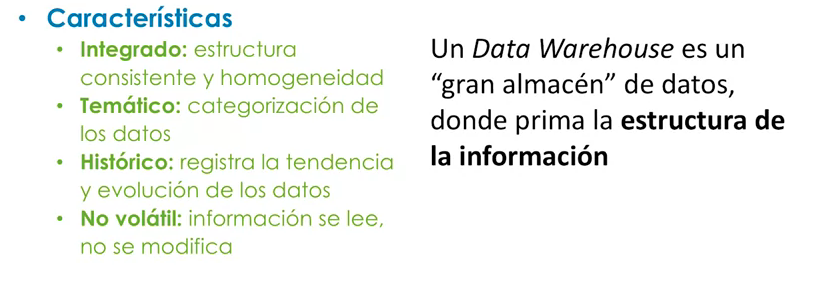 • Características
• Integrado: estructura
consistente y homogeneidad
• Temático: categorización de
los datos
• Histórico: registra la tendencia
y evolución de los datos
• No volátil: información se lee,
no se modifica
Un Data Warehouse es un
“gran almacén” de datos,
donde prima la estructura de
la información